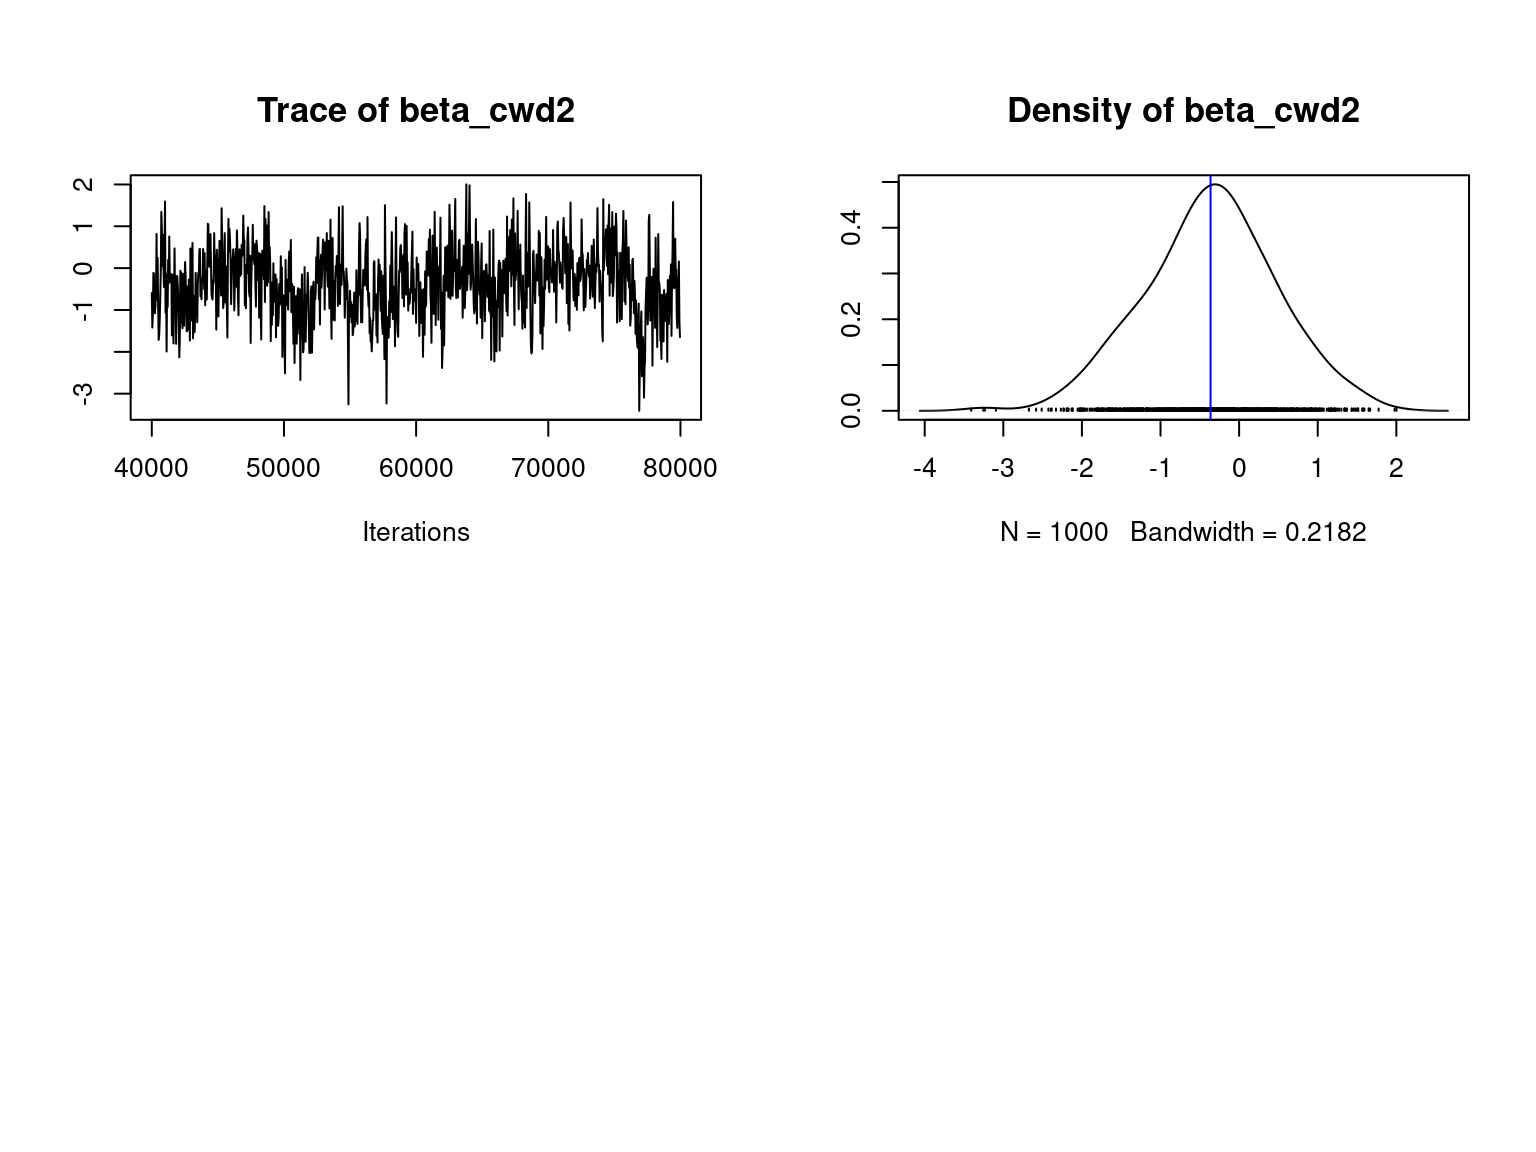 Trace of beta_cwd2
2
1
0
-1
-3
40000 50000 60000 70000 80000
Iterations
Density of beta_cwd2
0.4
0.2
0.0
-4 -3 -2 -1 0 1 2
N = 1000 Bandwidth = 0.2182